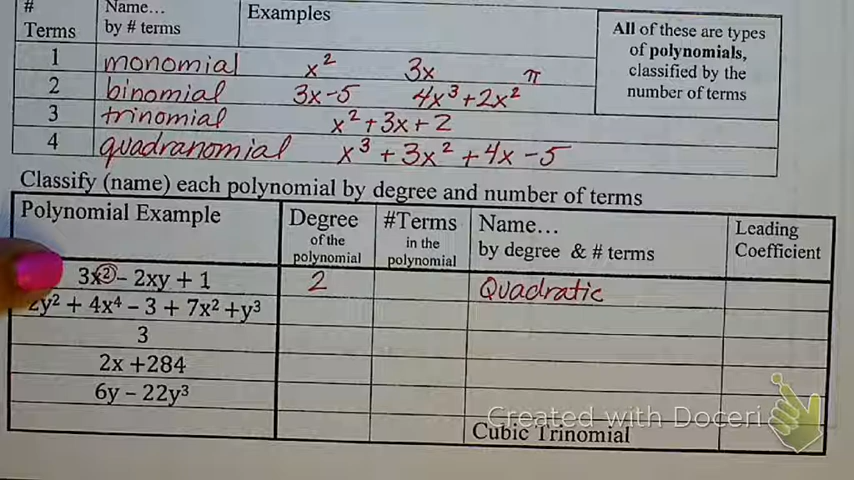 # Terms
Name... by # terms
Examples
All of these are types
of polynomials,
classified by the
number of terms
1 monomial x² 3x π
2 binomial 3x-5 4x³+2x²
3 trinomial x²+3x+2
4 quadranomial x³+3x²+4x-5
Classify (name) each polynomial by degree and number of terms
Polynomial Example
Degree
of the
polynomial
#Terms
in the
polynomial
Name...
by degree & # terms
Leading
Coefficient
3x² – 2xy + 1 2 Quadratic
2y² + 4x⁴ – 3 + 7x² +y³
3
2x +284
6y – 22y³
Created with Doceri
Cubic Trinomial